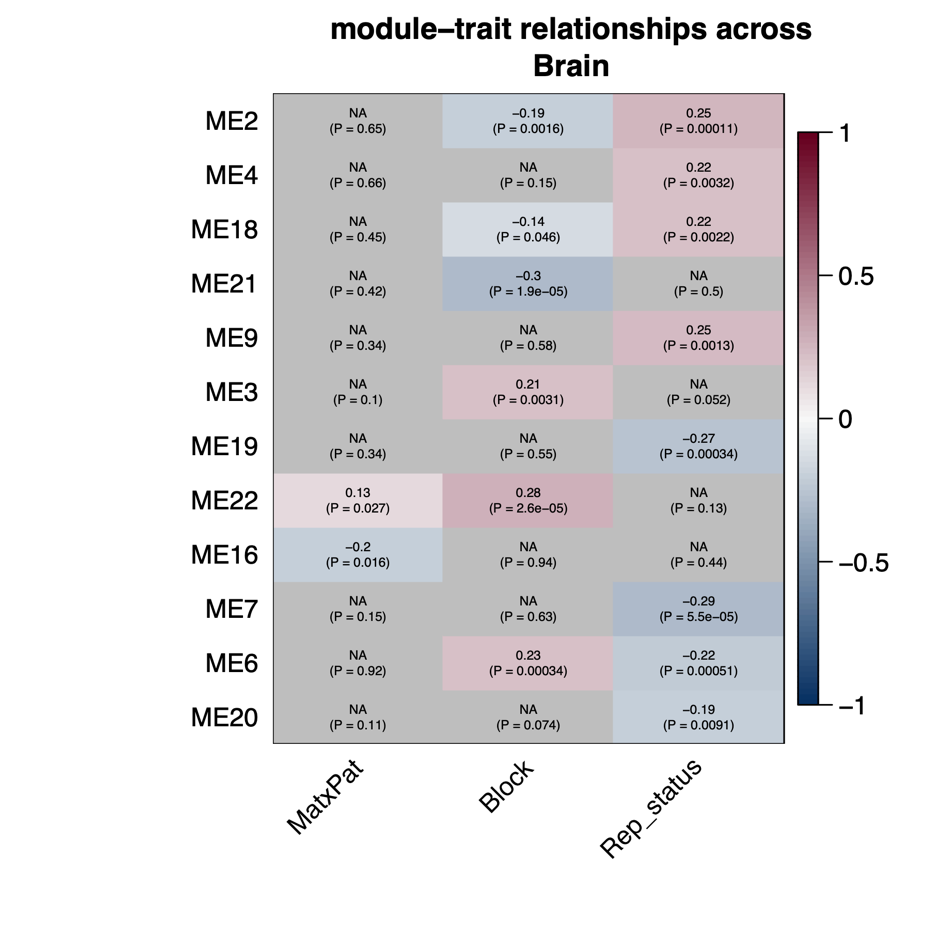 module−trait relationships across
Brain
ME2
NA
(P = 0.65)
−0.19
(P = 0.0016)
0.25
(P = 0.00011)
ME4
NA
(P = 0.66)
NA
(P = 0.15)
0.22
(P = 0.0032)
ME18
NA
(P = 0.45)
−0.14
(P = 0.046)
0.22
(P = 0.0022)
ME21
NA
(P = 0.42)
−0.3
(P = 1.9e−05)
NA
(P = 0.5)
ME9
NA
(P = 0.34)
NA
(P = 0.58)
0.25
(P = 0.0013)
ME3
NA
(P = 0.1)
0.21
(P = 0.0031)
NA
(P = 0.052)
ME19
NA
(P = 0.34)
NA
(P = 0.55)
−0.27
(P = 0.00034)
ME22
0.13
(P = 0.027)
0.28
(P = 2.6e−05)
NA
(P = 0.13)
ME16
−0.2
(P = 0.016)
NA
(P = 0.94)
NA
(P = 0.44)
ME7
NA
(P = 0.15)
NA
(P = 0.63)
−0.29
(P = 5.5e−05)
ME6
NA
(P = 0.92)
0.23
(P = 0.00034)
−0.22
(P = 0.00051)
ME20
NA
(P = 0.11)
NA
(P = 0.074)
−0.19
(P = 0.0091)
MatxPat
Block
Rep_status
1
0.5
0
−0.5
−1